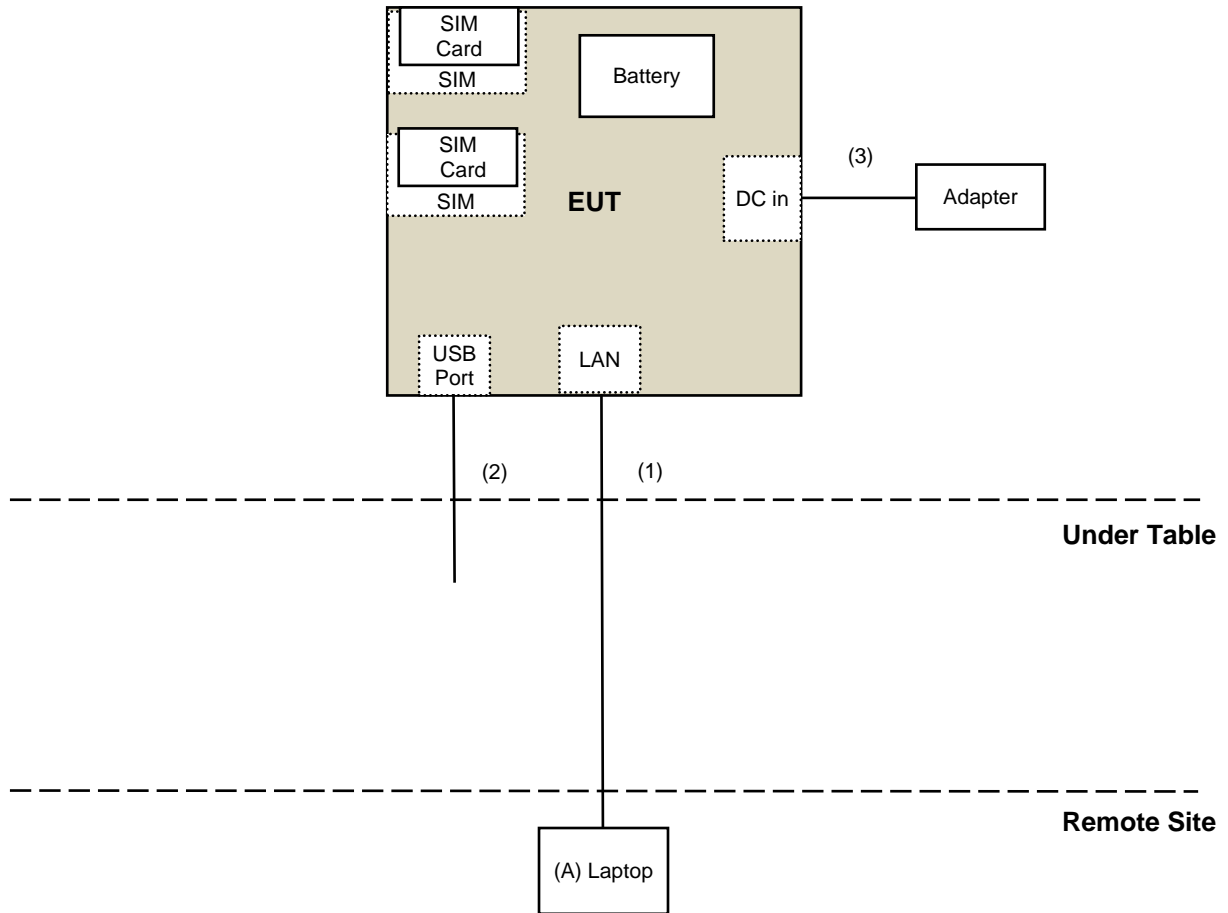 SIM
Card
SIM
Battery
SIM
Card
SIM
EUT
DC in
(3)
Adapter
USB
Port
LAN
(2)
(1)
Under Table
Remote Site
(A) Laptop